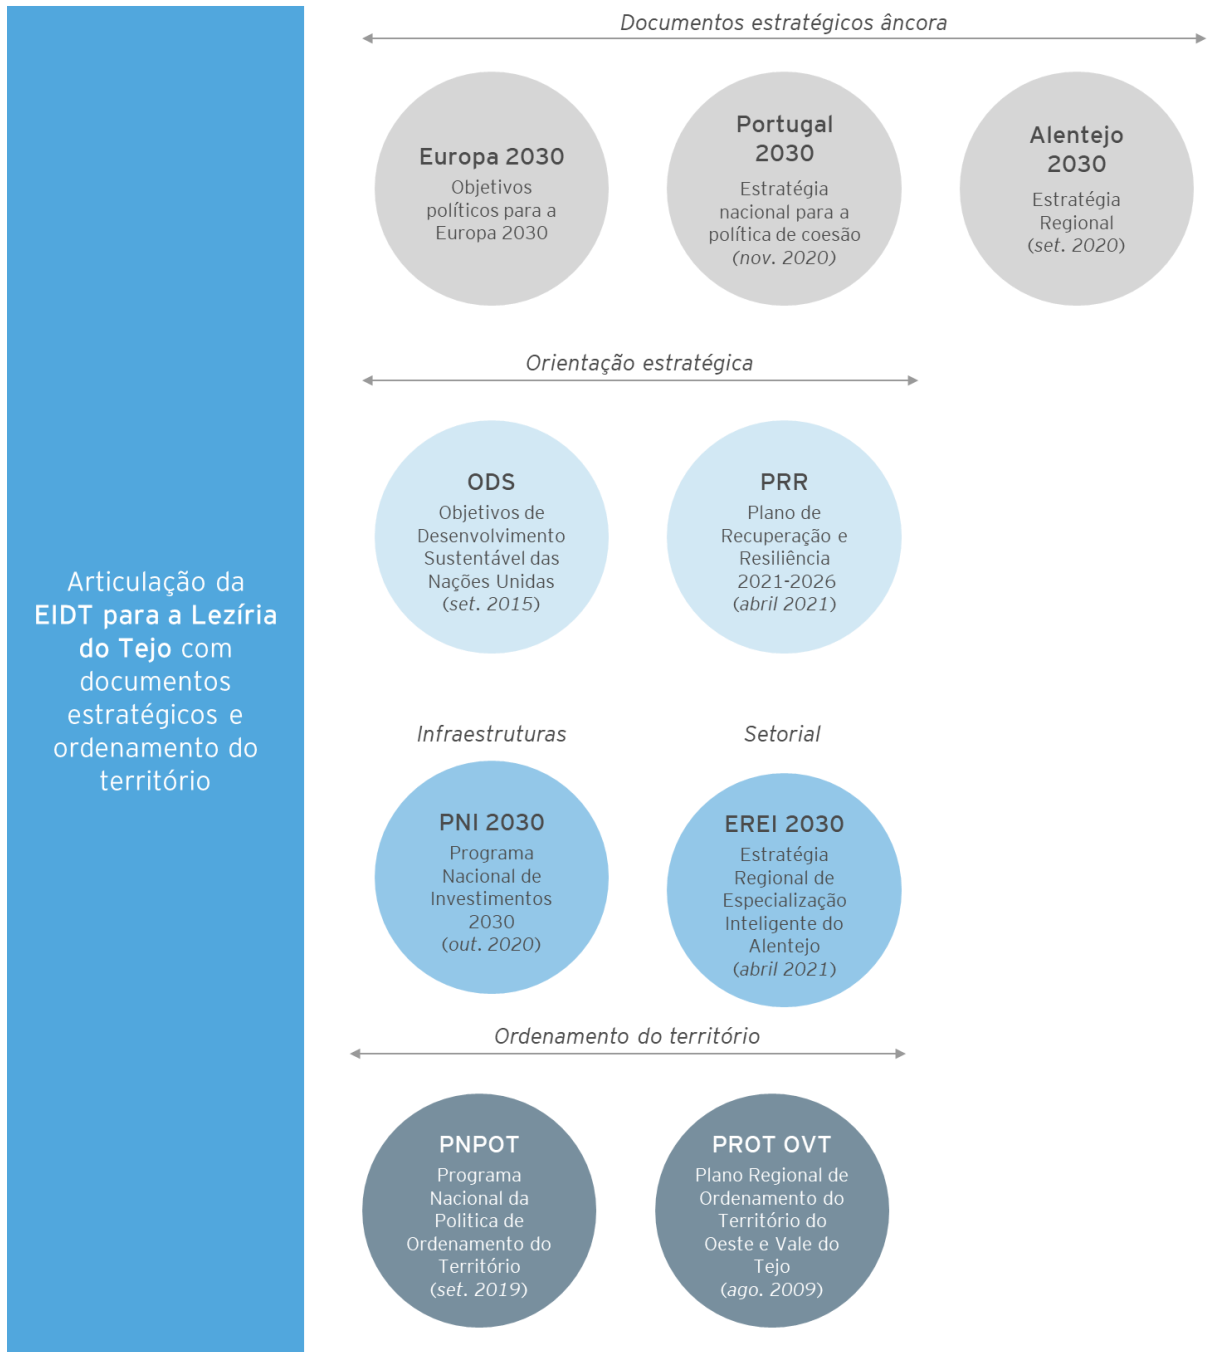 Articulação da
EIDT para a Lezíria
do Tejo com
documentos
estratégicos e
ordenamento do
território
Documentos estratégicos âncora
Europa 2030
Objetivos
políticos para a
Europa 2030
Portugal
2030
Estratégia
nacional para a
política de coesão
(nov. 2020)
Alentejo
2030
Estratégia
Regional
(set. 2020)
Orientação estratégica
ODS
Objetivos de
Desenvolvimento
Sustentável das
Nações Unidas
(set. 2015)
PRR
Plano de
Recuperação e
Resiliência
2021-2026
(abril 2021)
Infraestruturas
PNI 2030
Programa
Nacional de
Investimentos
2030
(out. 2020)
Setorial
EREI 2030
Estratégia
Regional de
Especialização
Inteligente do
Alentejo
(abril 2021)
Ordenamento do território
PNPOT
Programa
Nacional da
Politica de
Ordenamento do
Território
(set. 2019)
PROT OVT
Plano Regional de
Ordenamento do
Território do
Oeste e Vale do
Tejo
(ago. 2009)